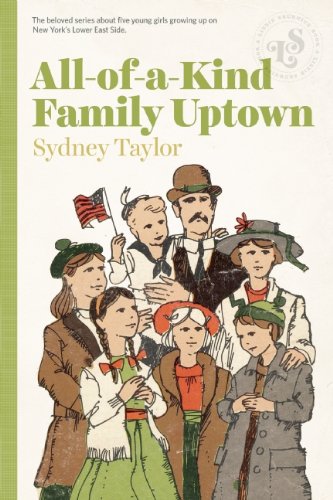 The beloved series about five young girls growing up on
New York's Lower East Side.
All-of-a-Kind
Family Uptown
Sydney Taylor
LS